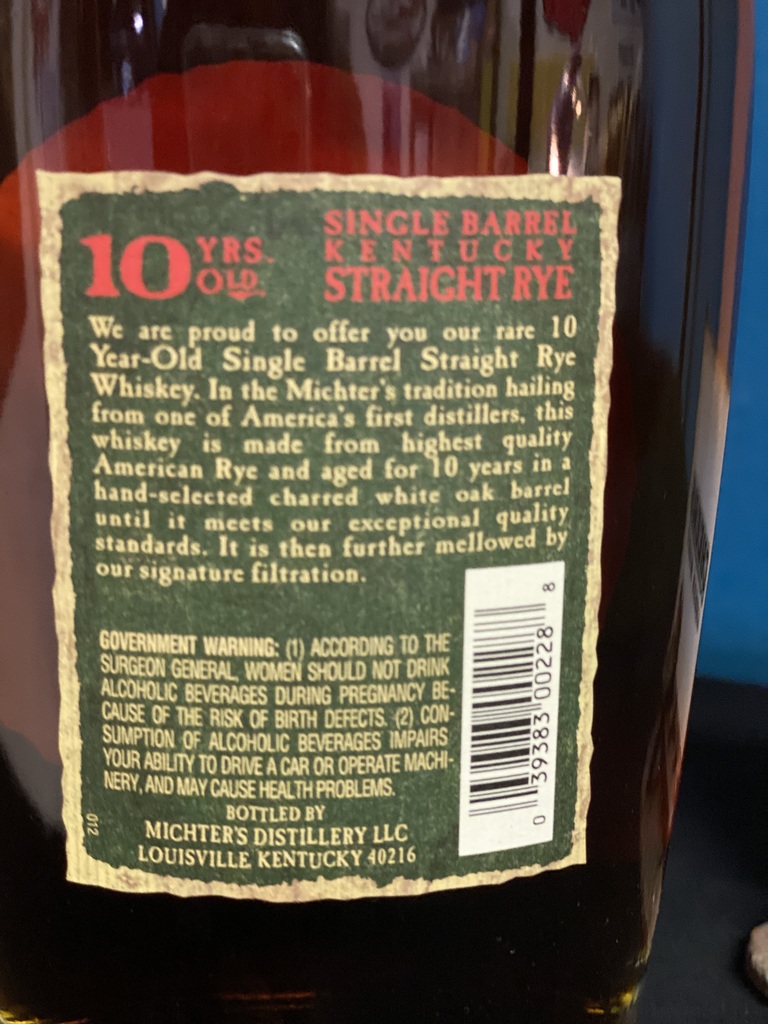 10 YRS. OLD
SINGLE BARREL
KENTUCKY
STRAIGHT RYE
We are proud to offer you our rare 10
Year-Old Single Barrel Straight Rye
Whiskey. In the Michter's tradition hailing
from one of America's first distillers, this
whiskey is made from highest quality
American Rye and aged for 10 years in a
hand-selected charred white oak barrel
until it meets our exceptional quality
standards. It is then further mellowed by
our signature filtration.
GOVERNMENT WARNING: (1) ACCORDING TO THE
SURGEON GENERAL, WOMEN SHOULD NOT DRINK
ALCOHOLIC BEVERAGES DURING PREGNANCY BE-
CAUSE OF THE RISK OF BIRTH DEFECTS. (2) CON-
SUMPTION OF ALCOHOLIC BEVERAGES IMPAIRS
YOUR ABILITY TO DRIVE A CAR OR OPERATE MACHI-
NERY, AND MAY CAUSE HEALTH PROBLEMS.
BOTTLED BY
MICHTER'S DISTILLERY LLC
LOUISVILLE, KENTUCKY 40216
012
0 39383 00228 8